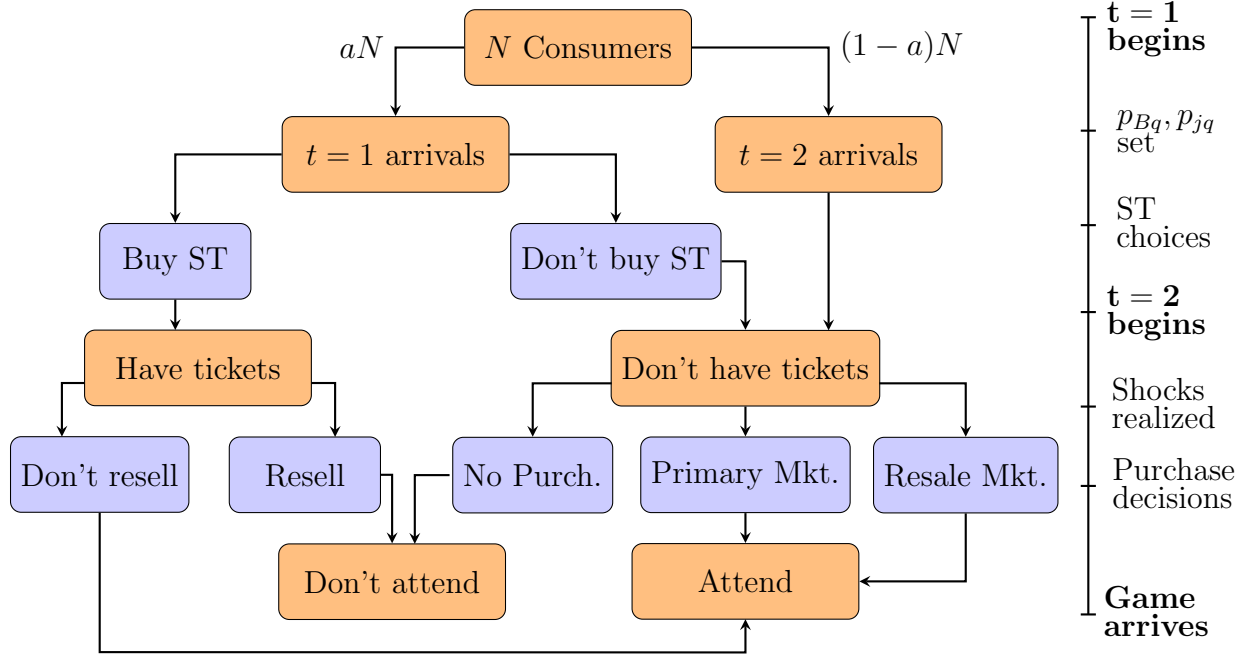 t = 1
begins
aN
N Consumers
(1 − a)N
p_{Bq}, p_{jq}
set
t = 1 arrivals
t = 2 arrivals
ST
choices
Buy ST
Don't buy ST
t = 2
begins
Have tickets
Don't have tickets
Shocks
realized
Don't resell
Resell
No Purch.
Primary Mkt.
Resale Mkt.
Purchase
decisions
Don't attend
Attend
Game
arrives